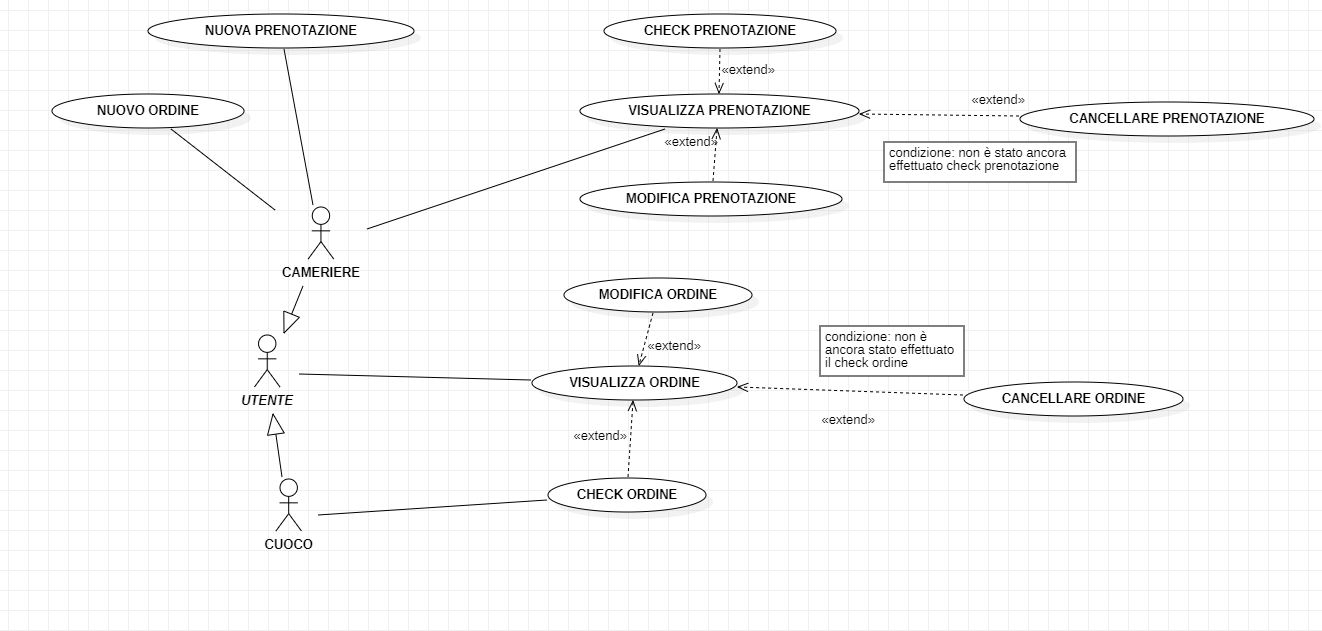 NUOVA PRENOTAZIONE
CHECK PRENOTAZIONE
«extend»
NUOVO ORDINE
VISUALIZZA PRENOTAZIONE
«extend»
CANCELLARE PRENOTAZIONE
«extend»
condizione: non è stato ancora
effettuato check prenotazione
MODIFICA PRENOTAZIONE
CAMERIERE
MODIFICA ORDINE
«extend»
condizione: non è
ancora stato effettuato
il check ordine
UTENTE
VISUALIZZA ORDINE
CANCELLARE ORDINE
«extend»
«extend»
CHECK ORDINE
CUOCO